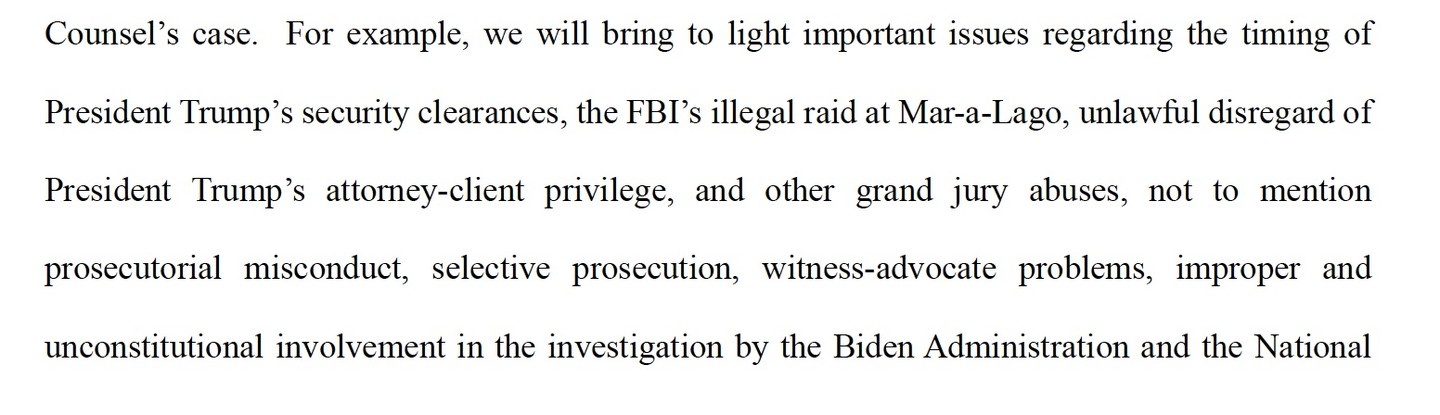 Counsel’s case.  For example, we will bring to light important issues regarding the timing of
President Trump’s security clearances, the FBI’s illegal raid at Mar-a-Lago, unlawful disregard of
President Trump’s attorney-client privilege, and other grand jury abuses, not to mention
prosecutorial misconduct, selective prosecution, witness-advocate problems, improper and
unconstitutional involvement in the investigation by the Biden Administration and the National